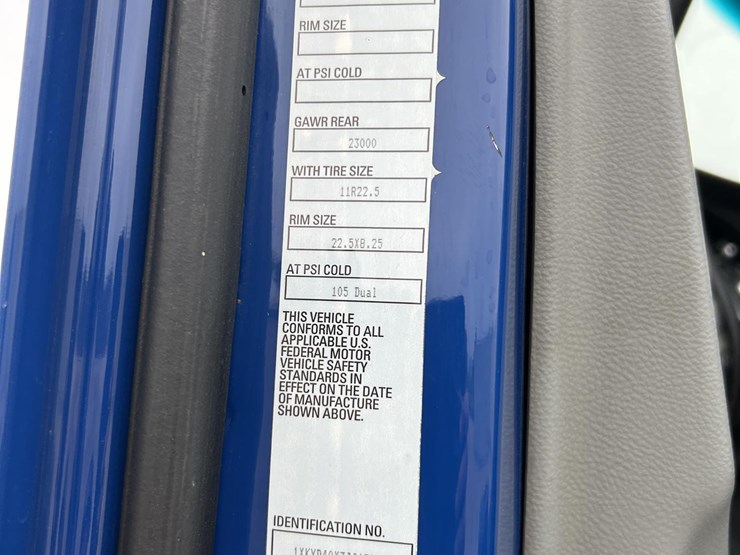 RIM SIZE
AT PSI COLD
GAWR REAR
23000
WITH TIRE SIZE
11R22.5
RIM SIZE
22.5X8.25
AT PSI COLD
105 Dual
THIS VEHICLE
CONFORMS TO ALL
APPLICABLE U.S.
FEDERAL MOTOR
VEHICLE SAFETY
STANDARDS IN
EFFECT ON THE DATE
OF MANUFACTURE
SHOWN ABOVE.
IDENTIFICATION NO.